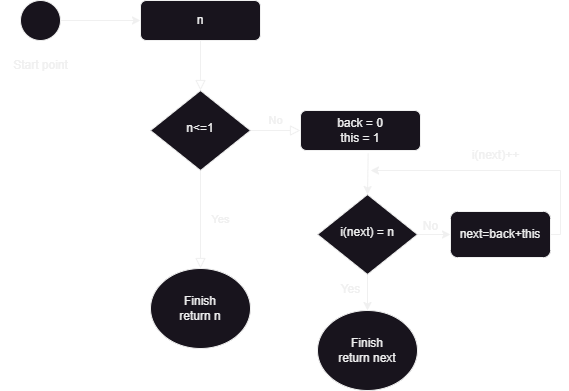 n
Start point
n<=1
No
back = 0
this = 1
i(next)++
Yes
i(next) = n
No
next=back+this
Yes
Finish
return n
Finish
return next